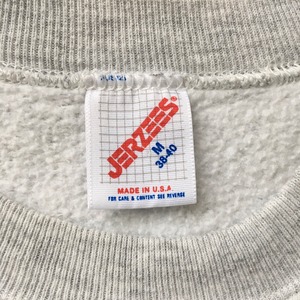 JERZEES
M
38-40
MADE IN U.S.A.
FOR CARE & CONTENT SEE REVERSE